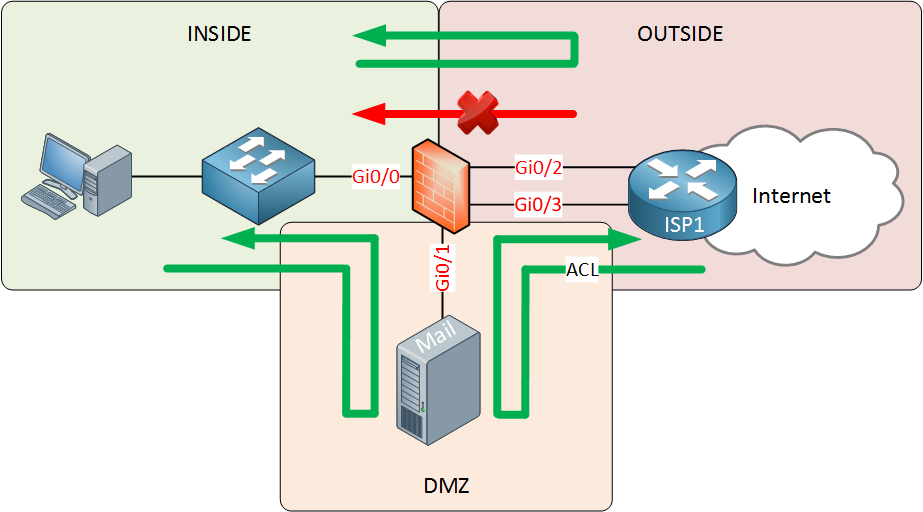 INSIDE
OUTSIDE
Gi0/0
Gi0/2
Gi0/3
ISP1
Internet
Gi0/1
ACL
Mail
DMZ